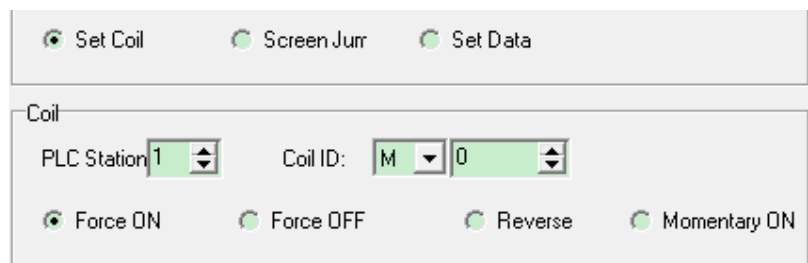 Set Coil Screen Jum Set Data
Coil
PLC Station 1 Coil ID: M 0
Force ON Force OFF Reverse Momentary ON